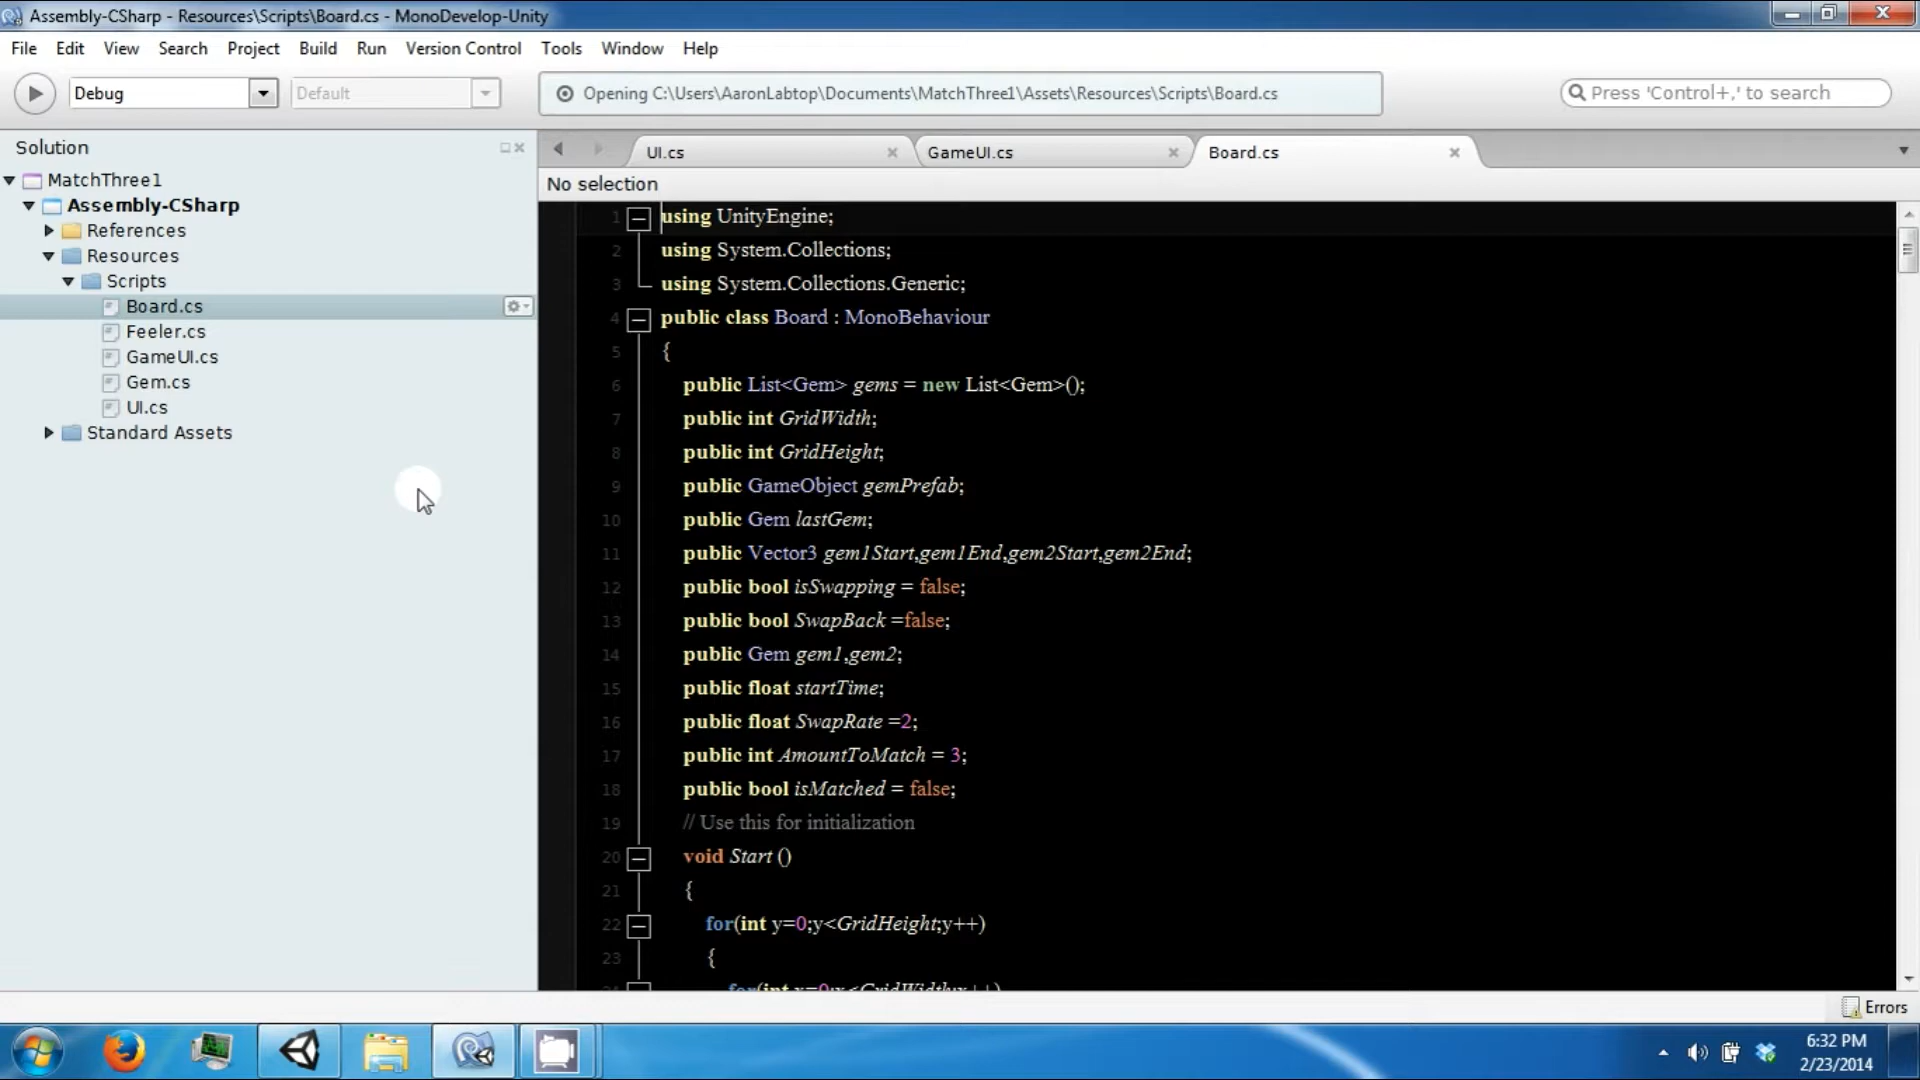 Assembly-CSharp - Resources\Scripts\Board.cs - MonoDevelop-Unity
File Edit View Search Project Build Run Version Control Tools Window Help
Debug Default Opening C:\Users\AaronLabtop\Documents\MatchThree1\Assets\Resources\Scripts\Board.cs Press 'Control+,' to search
Solution
MatchThree1
Assembly-CSharp
References
Resources
Scripts
Board.cs
Feeler.cs
GameUI.cs
Gem.cs
UI.cs
Standard Assets
UI.cs GameUI.cs Board.cs
No selection
1 using UnityEngine;
2 using System.Collections;
3 using System.Collections.Generic;
4 public class Board : MonoBehaviour
5 {
6 public List<Gem> gems = new List<Gem>();
7 public int GridWidth;
8 public int GridHeight;
9 public GameObject gemPrefab;
10 public Gem lastGem;
11 public Vector3 gem1Start,gem1End,gem2Start,gem2End;
12 public bool isSwapping = false;
13 public bool SwapBack =false;
14 public Gem gem1,gem2;
15 public float startTime;
16 public float SwapRate =2;
17 public int AmountToMatch = 3;
18 public bool isMatched = false;
19 // Use this for initialization
20 void Start ()
21 {
22 for(int y=0;y<GridHeight;y++)
23 {
24 for(int x=0;x<GridWidth;x++)
Errors
6:32 PM
2/23/2014